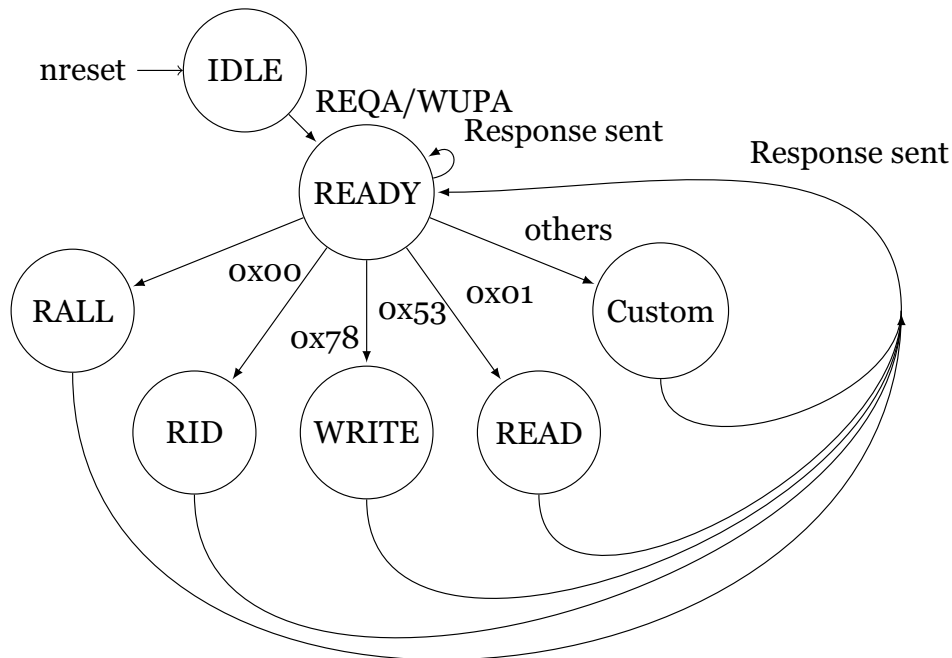 nreset
IDLE
REQA/WUPA
Response sent
READY
Response sent
others
0x00
0x01
0x53
0x78
RALL
Custom
RID
WRITE
READ